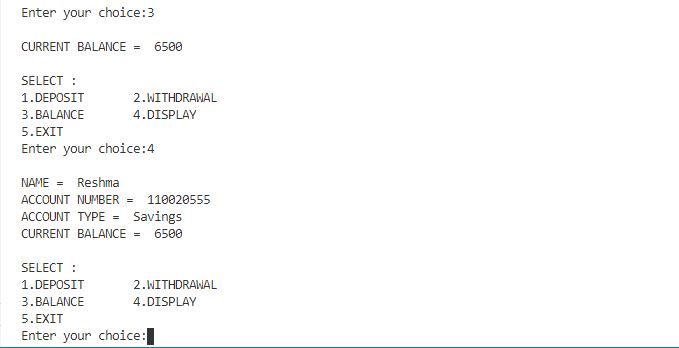 Enter your choice:3
CURRENT BALANCE =  6500
SELECT :
1.DEPOSIT       2.WITHDRAWAL
3.BALANCE       4.DISPLAY
5.EXIT
Enter your choice:4
NAME =  Reshma
ACCOUNT NUMBER =  110020555
ACCOUNT TYPE =  Savings
CURRENT BALANCE =  6500
SELECT :
1.DEPOSIT       2.WITHDRAWAL
3.BALANCE       4.DISPLAY
5.EXIT
Enter your choice: